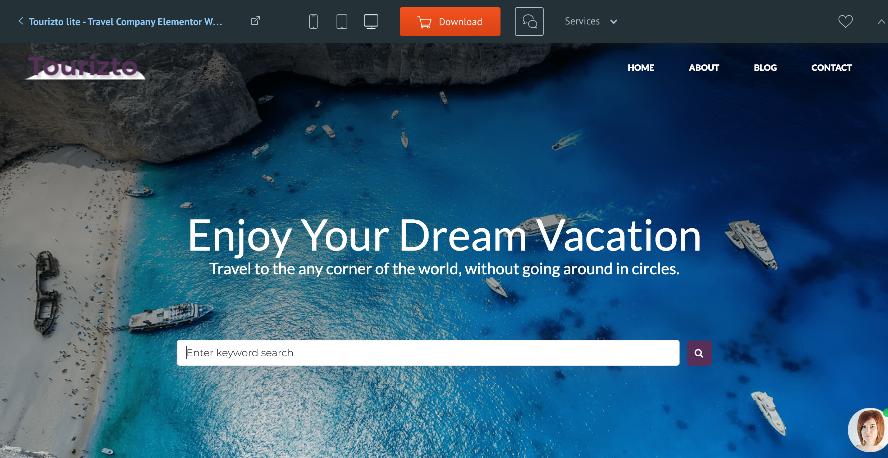 Tourizto lite - Travel Company Elementor W...
Download
Services
Tourizto
HOME
ABOUT
BLOG
CONTACT
Enjoy Your Dream Vacation
Travel to the any corner of the world, without going around in circles.
Enter keyword search